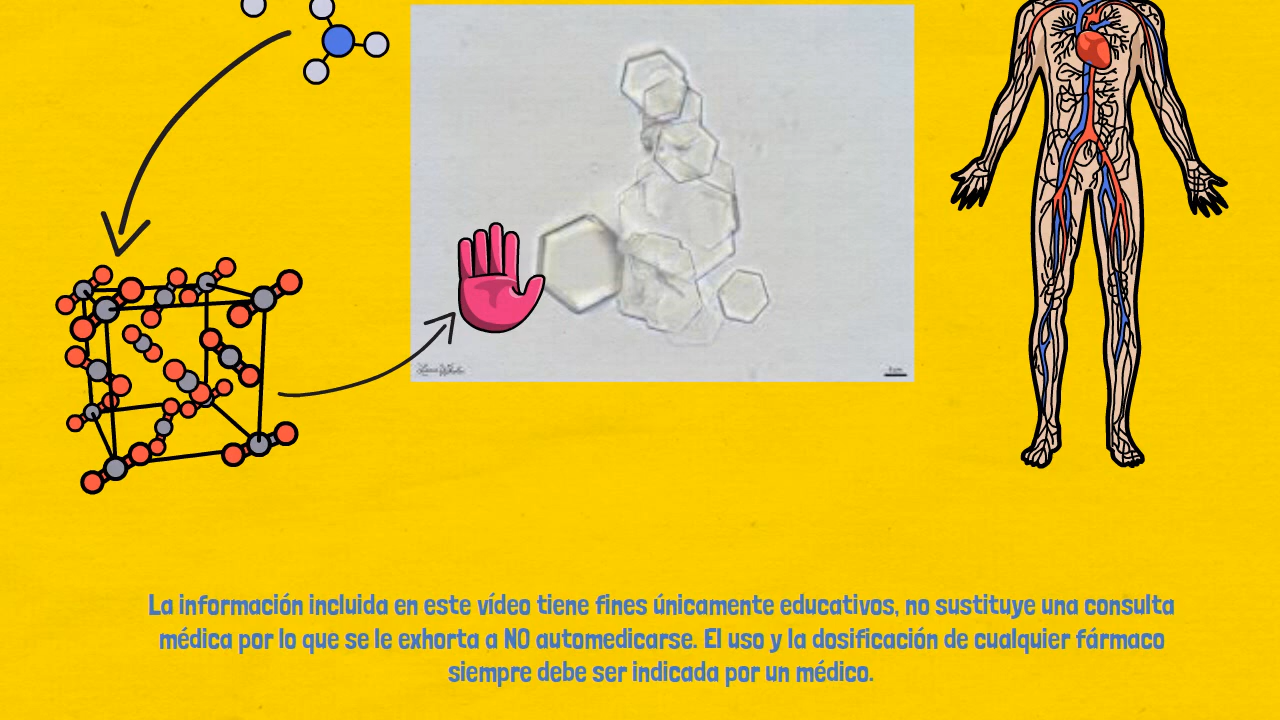 La información incluida en este vídeo tiene fines únicamente educativos, no sustituye una consulta
médica por lo que se le exhorta a NO automedicarse. El uso y la dosificación de cualquier fármaco
siempre debe ser indicada por un médico.